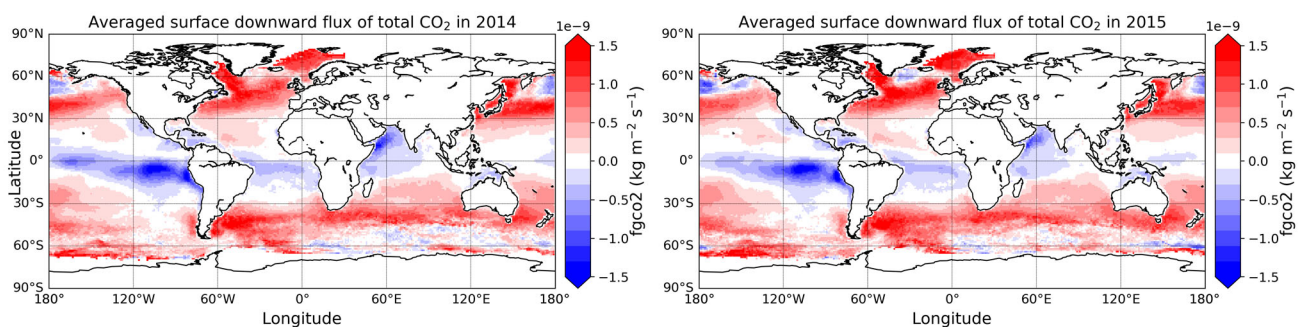 Averaged surface downward flux of total CO₂ in 2014
1e−9
90°N
60°N
30°N
0°
30°S
60°S
90°S
Latitude
180°
120°W
60°W
0°
60°E
120°E
180°
Longitude
1.5
1.0
0.5
0.0
−0.5
−1.0
−1.5
fgco2 (kg m⁻² s⁻¹)
Averaged surface downward flux of total CO₂ in 2015
1e−9
90°N
60°N
30°N
0°
30°S
60°S
90°S
180°
120°W
60°W
0°
60°E
120°E
180°
Longitude
1.5
1.0
0.5
0.0
−0.5
−1.0
−1.5
fgco2 (kg m⁻² s⁻¹)